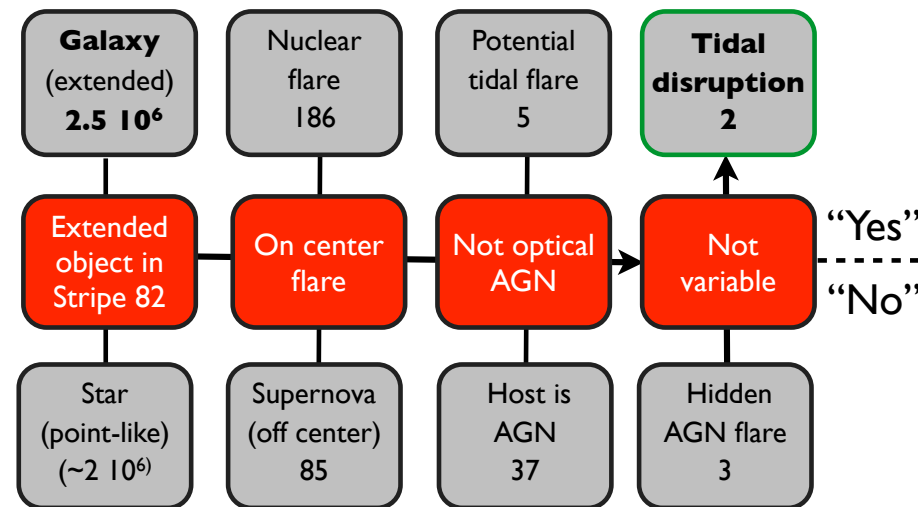 Galaxy
(extended)
2.5 10⁶
Nuclear
flare
186
Potential
tidal flare
5
Tidal
disruption
2
Extended
object in
Stripe 82
On center
flare
Not optical
AGN
Not
variable
“Yes”
“No”
Star
(point-like)
(~2 10⁶⁾
Supernova
(off center)
85
Host is
AGN
37
Hidden
AGN flare
3